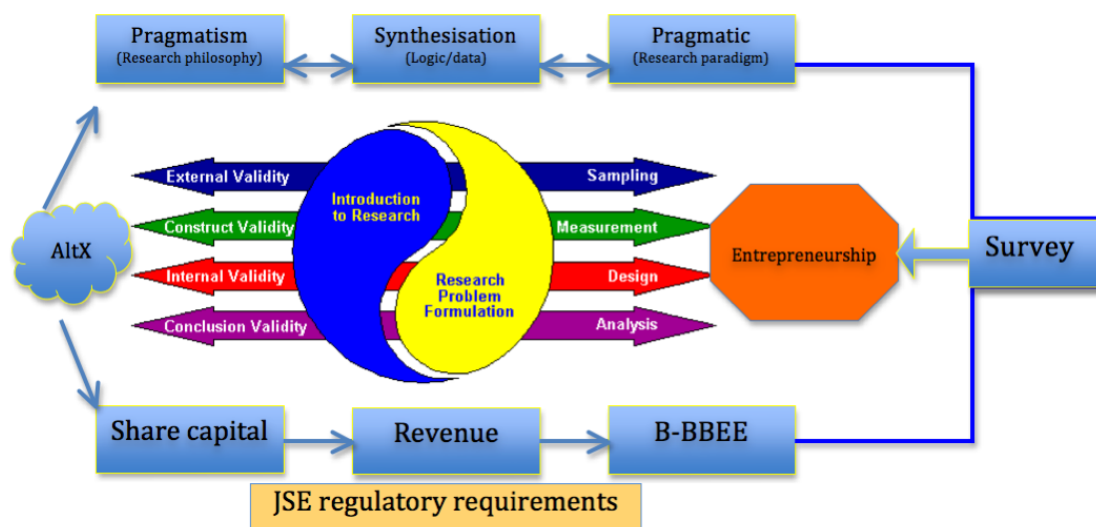 Pragmatism
(Research philosophy)
Synthesisation
(Logic/data)
Pragmatic
(Research paradigm)
External Validity
Sampling
Introduction
to Research
Construct Validity
Measurement
AltX
Entrepreneurship
Survey
Internal Validity
Design
Research
Problem
Formulation
Conclusion Validity
Analysis
Share capital
Revenue
B-BBEE
JSE regulatory requirements